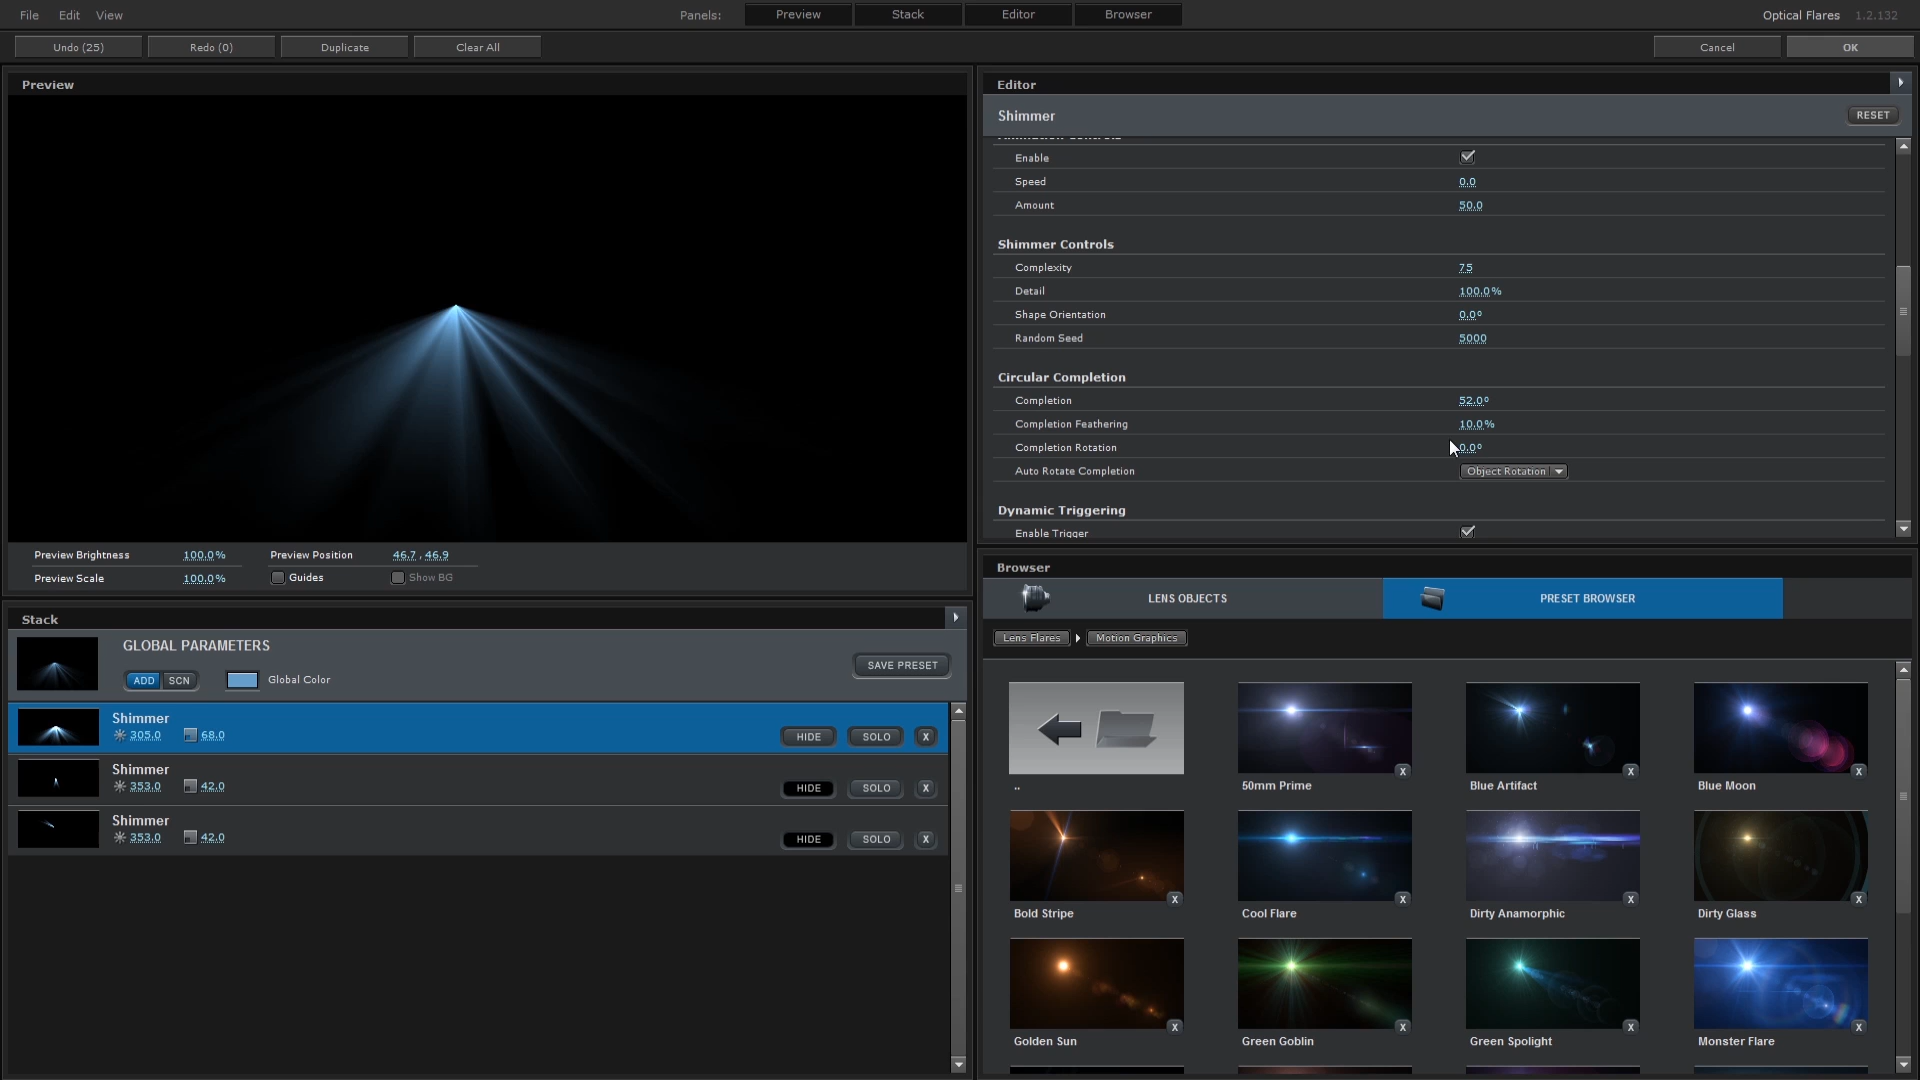 File Edit View
Panels: Preview Stack Editor Browser
Optical Flares 1.2.132
Undo (25) Redo (0) Duplicate Clear All
Cancel OK
Preview
Preview Brightness 100.0% Preview Position 46.7 , 46.9
Preview Scale 100.0% Guides Show BG
Stack
GLOBAL PARAMETERS
ADD SCN Global Color
SAVE PRESET
Shimmer
305.0 68.0 HIDE SOLO X
Shimmer
353.0 42.0 HIDE SOLO X
Shimmer
353.0 42.0 HIDE SOLO X
Editor
Shimmer RESET
Animation Controls
Enable
Speed 0.0
Amount 50.0
Shimmer Controls
Complexity 75
Detail 100.0%
Shape Orientation 0.0º
Random Seed 5000
Circular Completion
Completion 52.0º
Completion Feathering 10.0%
Completion Rotation 0.0º
Auto Rotate Completion Object Rotation
Dynamic Triggering
Enable Trigger
Browser
LENS OBJECTS PRESET BROWSER
Lens Flares Motion Graphics
X X X
.. 50mm Prime Blue Artifact Blue Moon
X X X X
Bold Stripe Cool Flare Dirty Anamorphic Dirty Glass
X X X X
Golden Sun Green Goblin Green Spolight Monster Flare